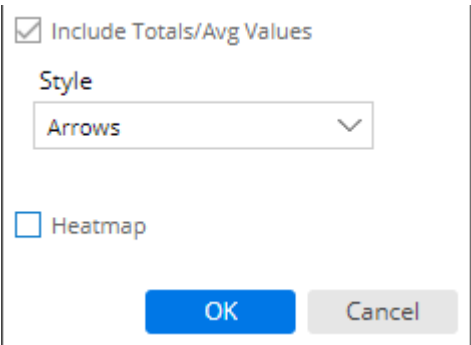 Include Totals/Avg Values
Style
Arrows
Heatmap
OK Cancel